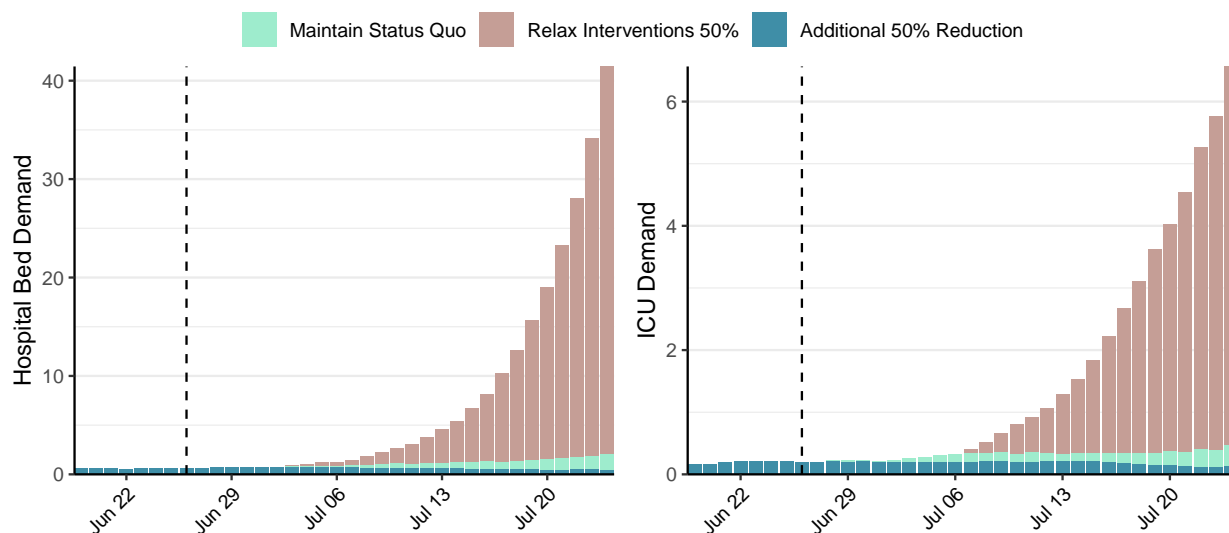 Maintain Status Quo Relax Interventions 50% Additional 50% Reduction
Hospital Bed Demand
40
30
20
10
0
Jun 22 Jun 29 Jul 06 Jul 13 Jul 20
ICU Demand
6
4
2
0
Jun 22 Jun 29 Jul 06 Jul 13 Jul 20